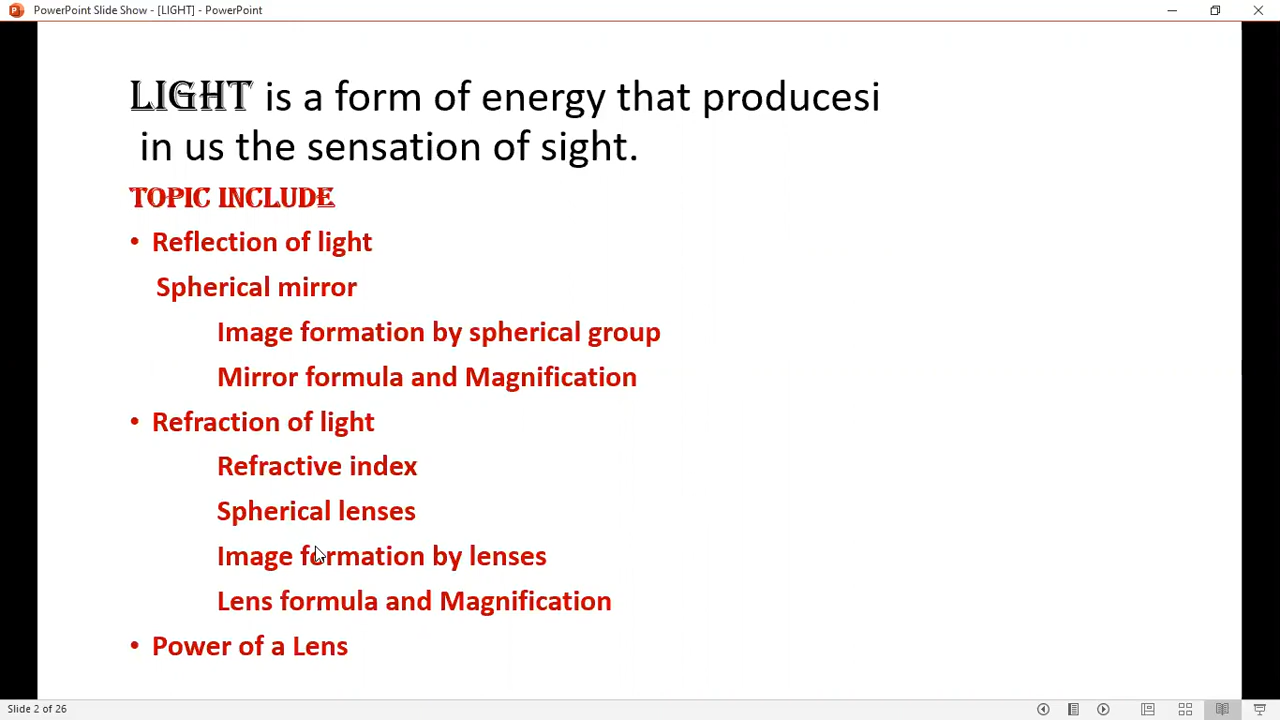 PowerPoint Slide Show - [LIGHT] - PowerPoint
LIGHT is a form of energy that producesi
in us the sensation of sight.
TOPIC INCLUDE
• Reflection of light
Spherical mirror
Image formation by spherical group
Mirror formula and Magnification
• Refraction of light
Refractive index
Spherical lenses
Image formation by lenses
Lens formula and Magnification
• Power of a Lens
Slide 2 of 26